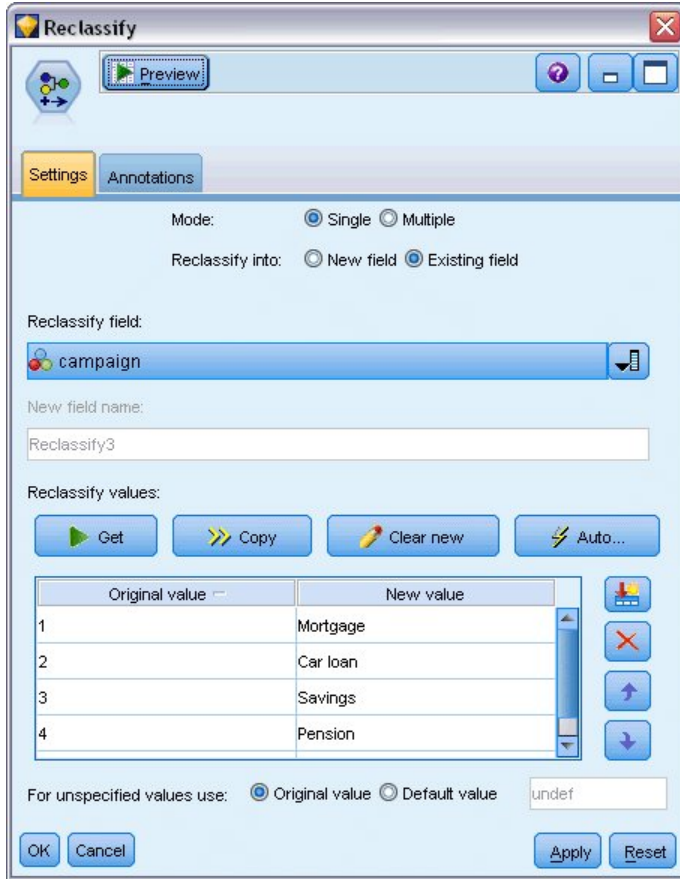 Reclassify
Preview
Settings Annotations
Mode: Single Multiple
Reclassify into: New field Existing field
Reclassify field:
campaign
New field name:
Reclassify3
Reclassify values:
Get Copy Clear new Auto...
Original value New value
1 Mortgage
2 Car loan
3 Savings
4 Pension
For unspecified values use: Original value Default value undef
OK Cancel Apply Reset